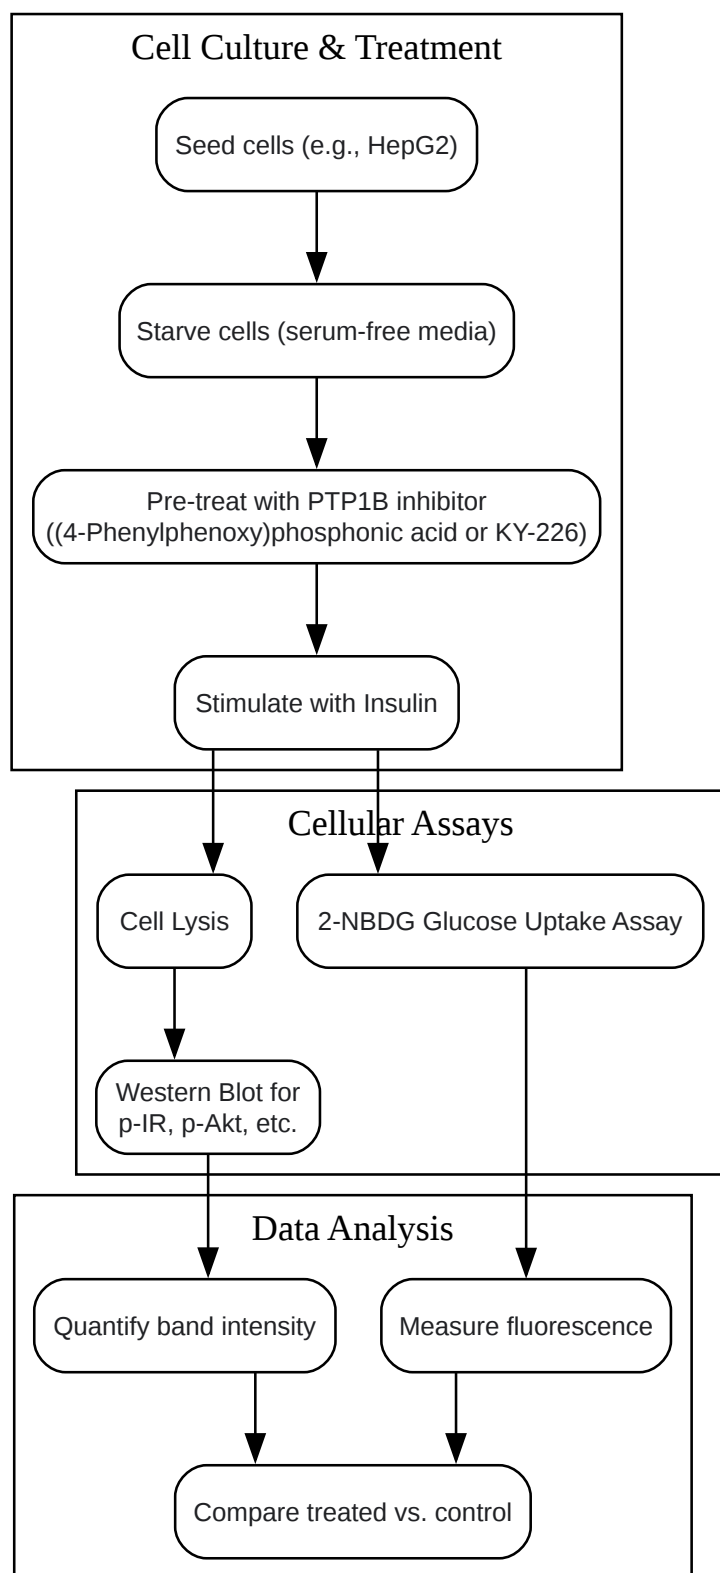 Cell Culture & Treatment
Seed cells (e.g., HepG2)
Starve cells (serum-free media)
Pre-treat with PTP1B inhibitor
((4-Phenylphenoxy)phosphonic acid or KY-226)
Stimulate with Insulin
Cellular Assays
Cell Lysis
2-NBDG Glucose Uptake Assay
Western Blot for
p-IR, p-Akt, etc.
Data Analysis
Quantify band intensity
Measure fluorescence
Compare treated vs. control